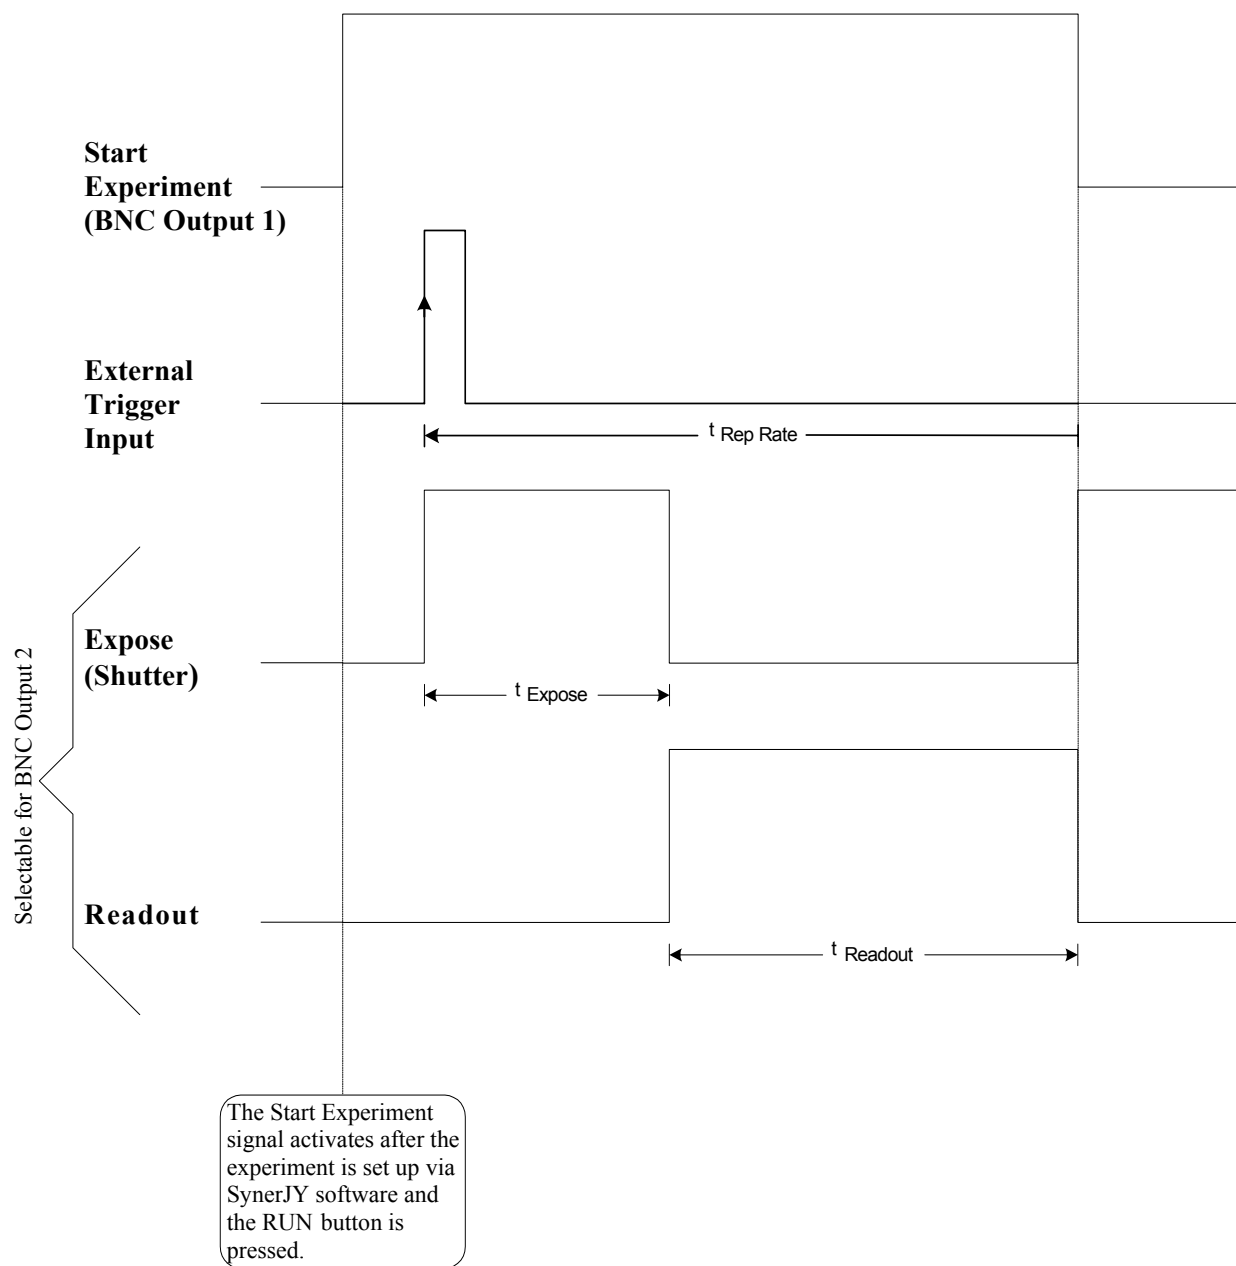 Start
Experiment
(BNC Output 1)
External
Trigger
Input
t Rep Rate
Expose
(Shutter)
t Expose
Selectable for BNC Output 2
Readout
t Readout
The Start Experiment
signal activates after the
experiment is set up via
SynerJY software and
the RUN button is
pressed.